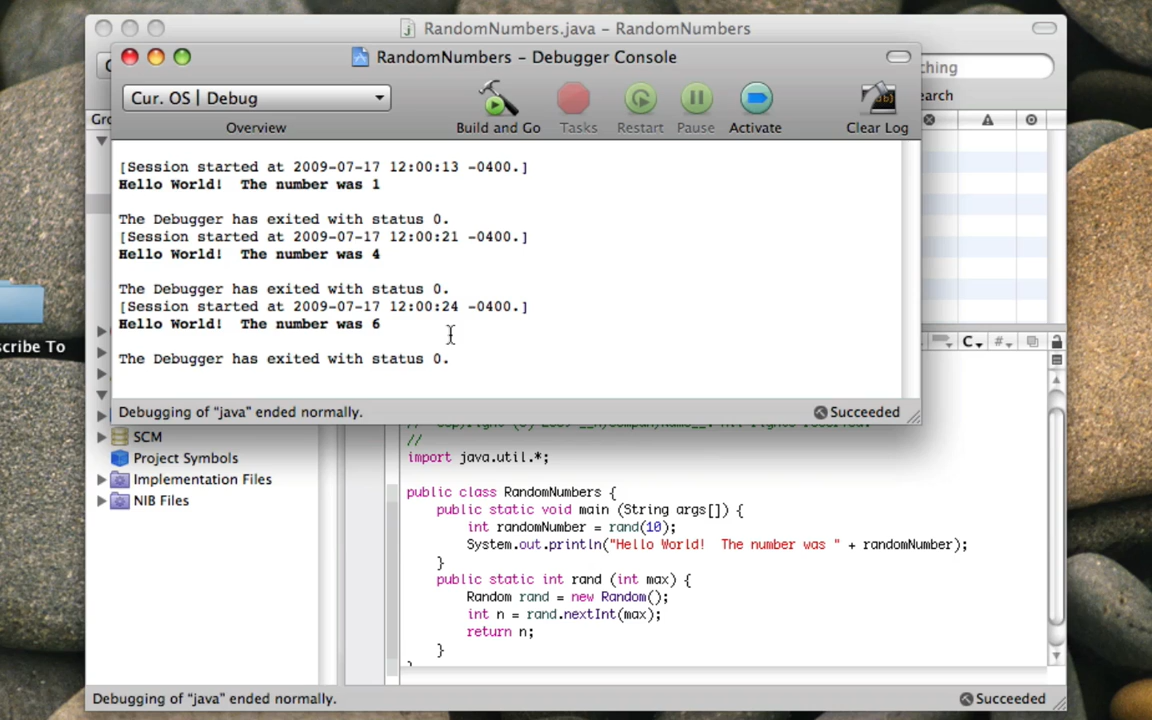 RandomNumbers.java – RandomNumbers
RandomNumbers – Debugger Console
ching
Cur. OS | Debug
earch
Overview
Build and Go
Tasks
Restart
Pause
Activate
Clear Log
Gro
[Session started at 2009-07-17 12:00:13 -0400.]
Hello World!  The number was 1
The Debugger has exited with status 0.
[Session started at 2009-07-17 12:00:21 -0400.]
Hello World!  The number was 4
The Debugger has exited with status 0.
[Session started at 2009-07-17 12:00:24 -0400.]
Hello World!  The number was 6
The Debugger has exited with status 0.
Debugging of "java" ended normally.
Succeeded
scribe To
C
#
SCM
Project Symbols
Implementation Files
NIB Files
//
import java.util.*;
public class RandomNumbers {
public static void main (String args[]) {
int randomNumber = rand(10);
System.out.println("Hello World!  The number was " + randomNumber);
}
public static int rand (int max) {
Random rand = new Random();
int n = rand.nextInt(max);
return n;
}
Debugging of "java" ended normally.
Succeeded